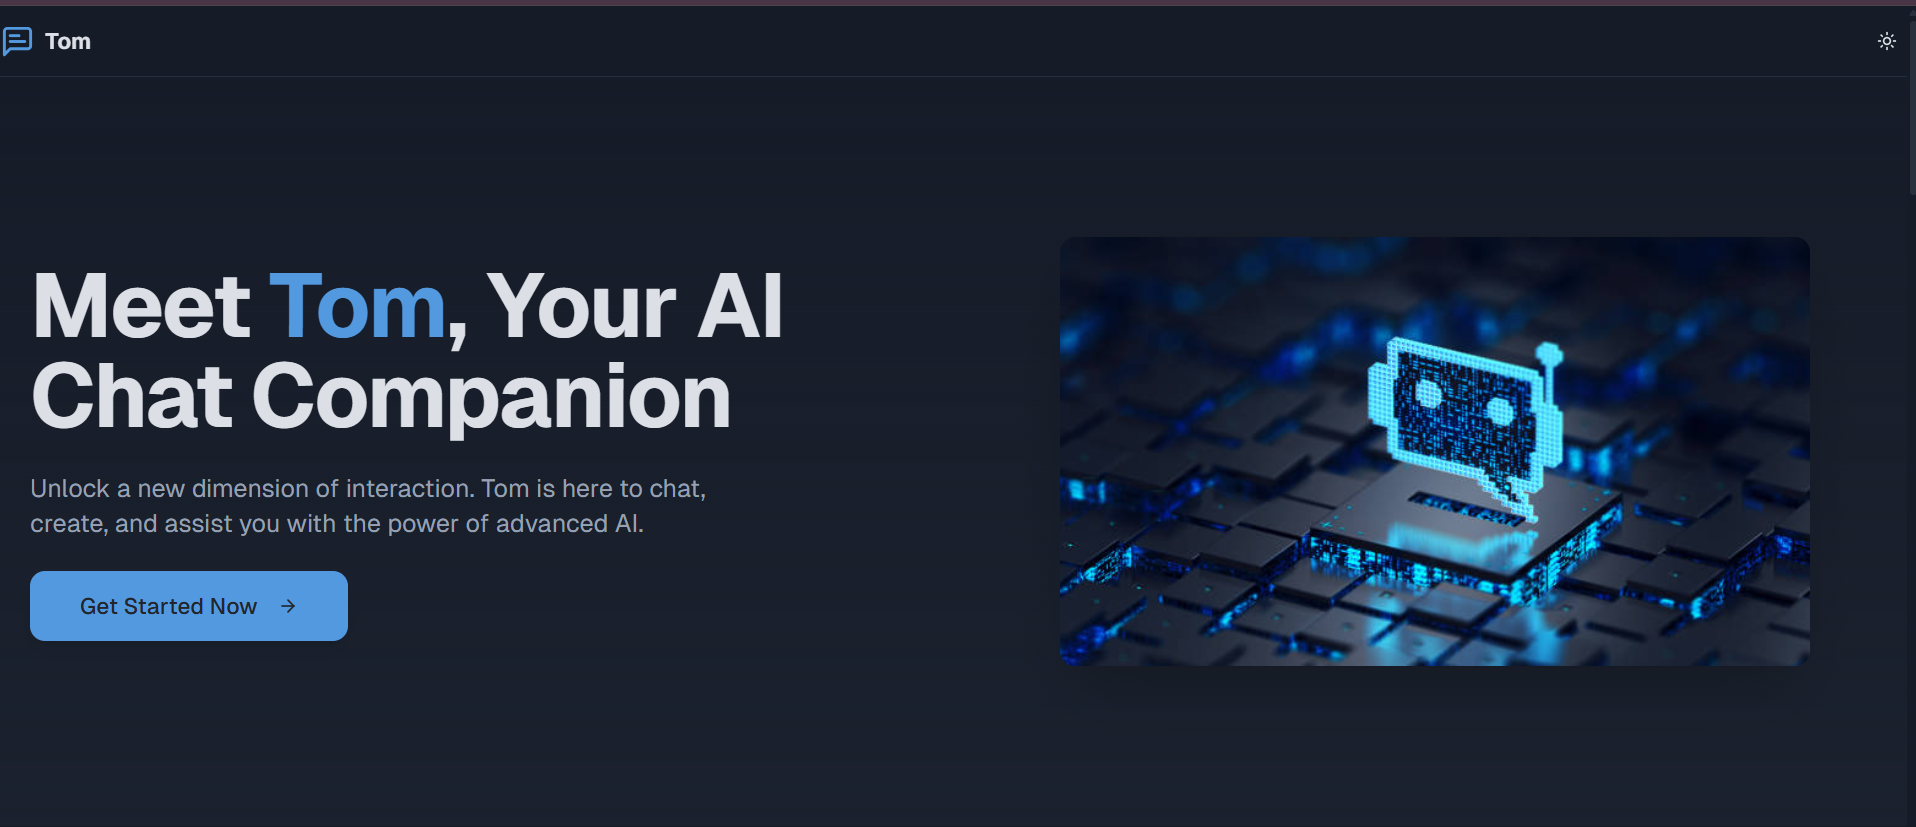 Tom
Meet Tom, Your AI
Chat Companion
Unlock a new dimension of interaction. Tom is here to chat,
create, and assist you with the power of advanced AI.
Get Started Now